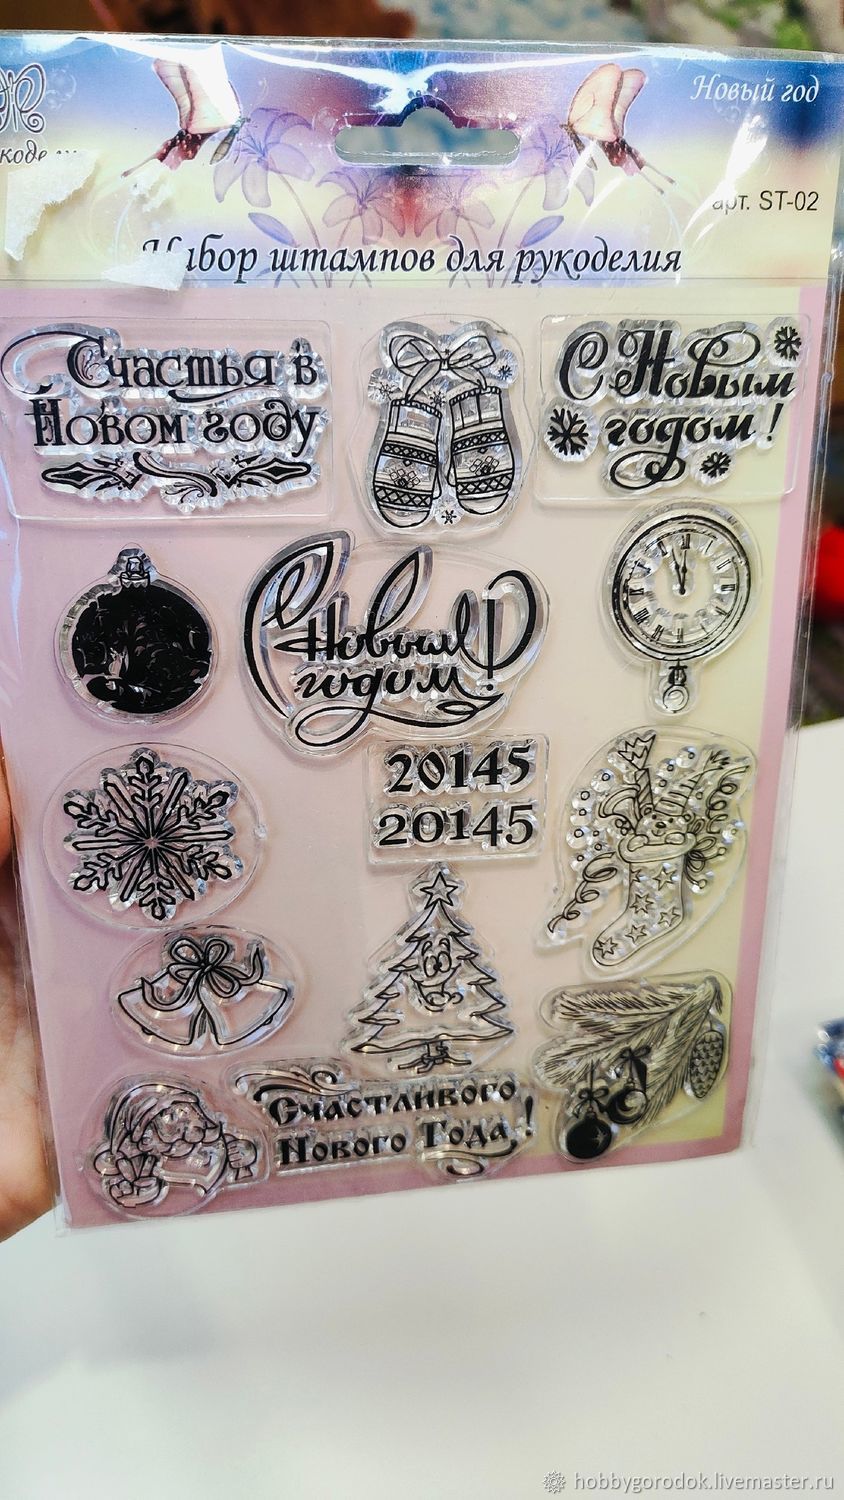 Новый год
арт. ST-02
Набор штампов для рукоделия
Счастья в
Новом году
С Новым
годом!
С Новым
годом!
20145
20145
Счастливого
Нового Года!
hobbygorodok.livemaster.ru